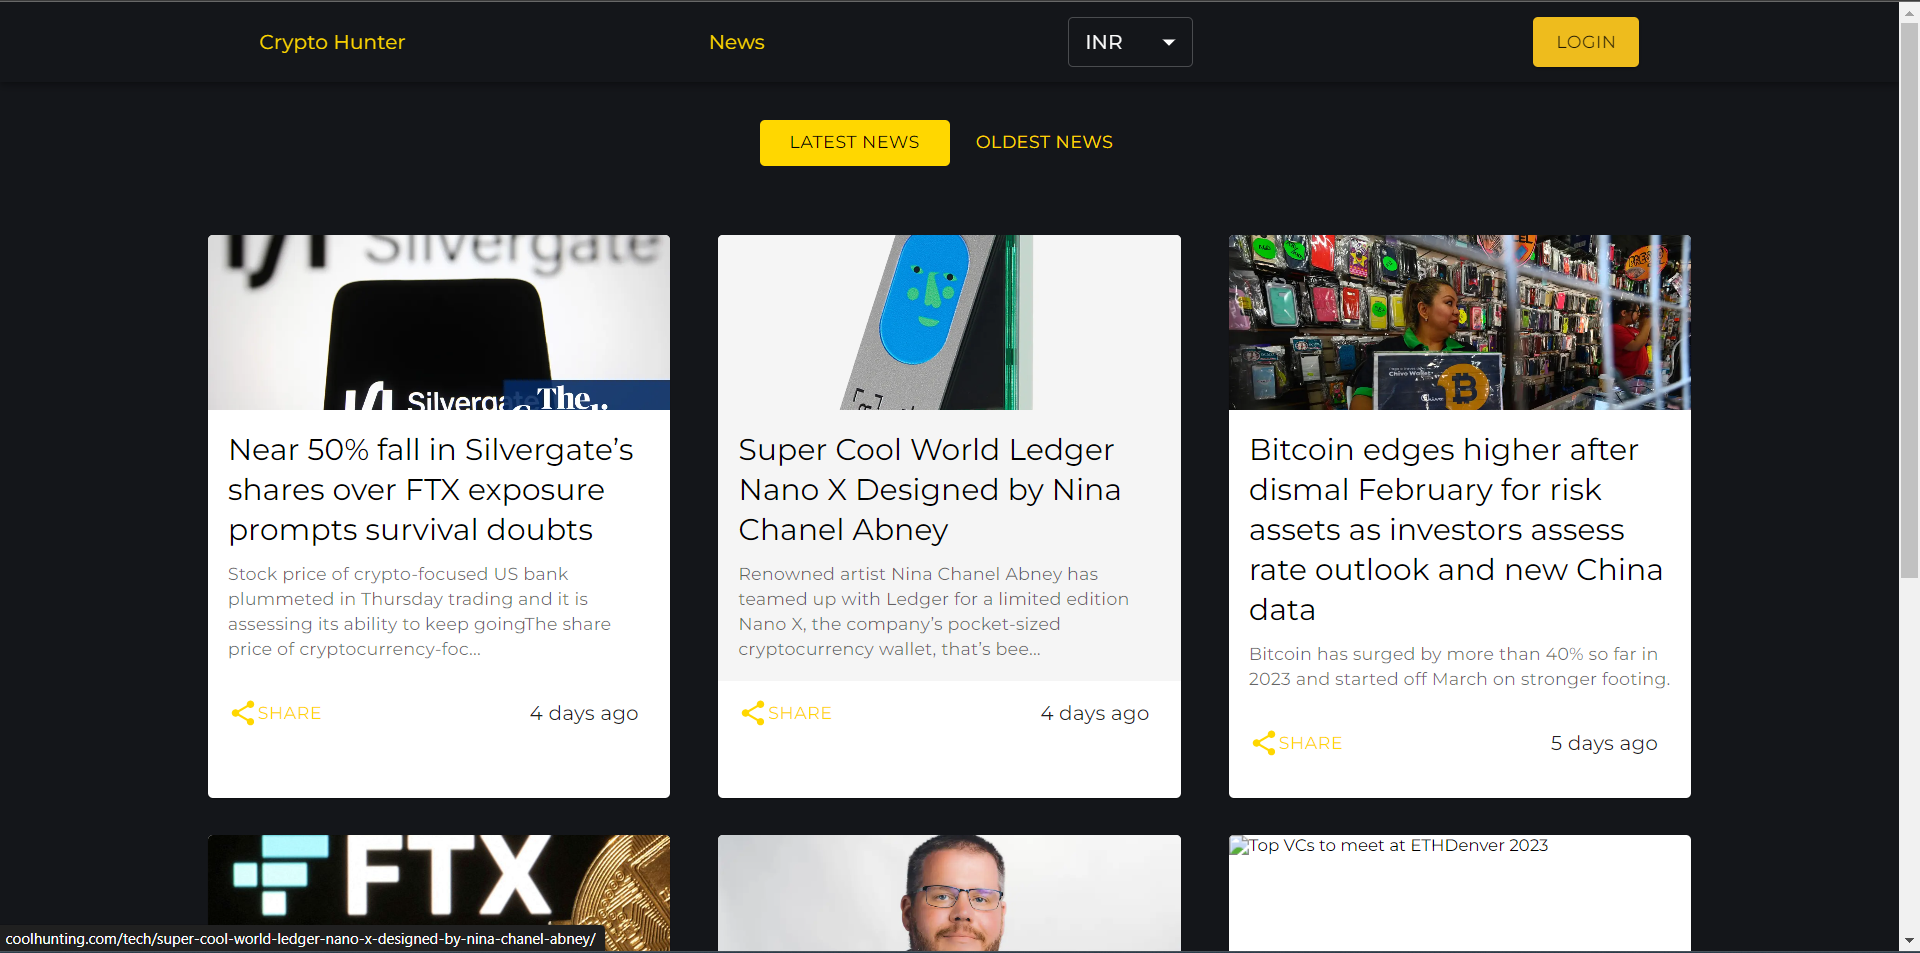 Crypto Hunter
News
INR
LOGIN
LATEST NEWS
OLDEST NEWS
Silvergate
Silverga
The
Near 50% fall in Silvergate’s
shares over FTX exposure
prompts survival doubts
Stock price of crypto-focused US bank
plummeted in Thursday trading and it is
assessing its ability to keep goingThe share
price of cryptocurrency-foc...
SHARE
4 days ago
Super Cool World Ledger
Nano X Designed by Nina
Chanel Abney
Renowned artist Nina Chanel Abney has
teamed up with Ledger for a limited edition
Nano X, the company’s pocket-sized
cryptocurrency wallet, that’s bee...
SHARE
4 days ago
Chivo Wallet
Bitcoin edges higher after
dismal February for risk
assets as investors assess
rate outlook and new China
data
Bitcoin has surged by more than 40% so far in
2023 and started off March on stronger footing.
SHARE
5 days ago
FTX
Top VCs to meet at ETHDenver 2023
coolhunting.com/tech/super-cool-world-ledger-nano-x-designed-by-nina-chanel-abney/